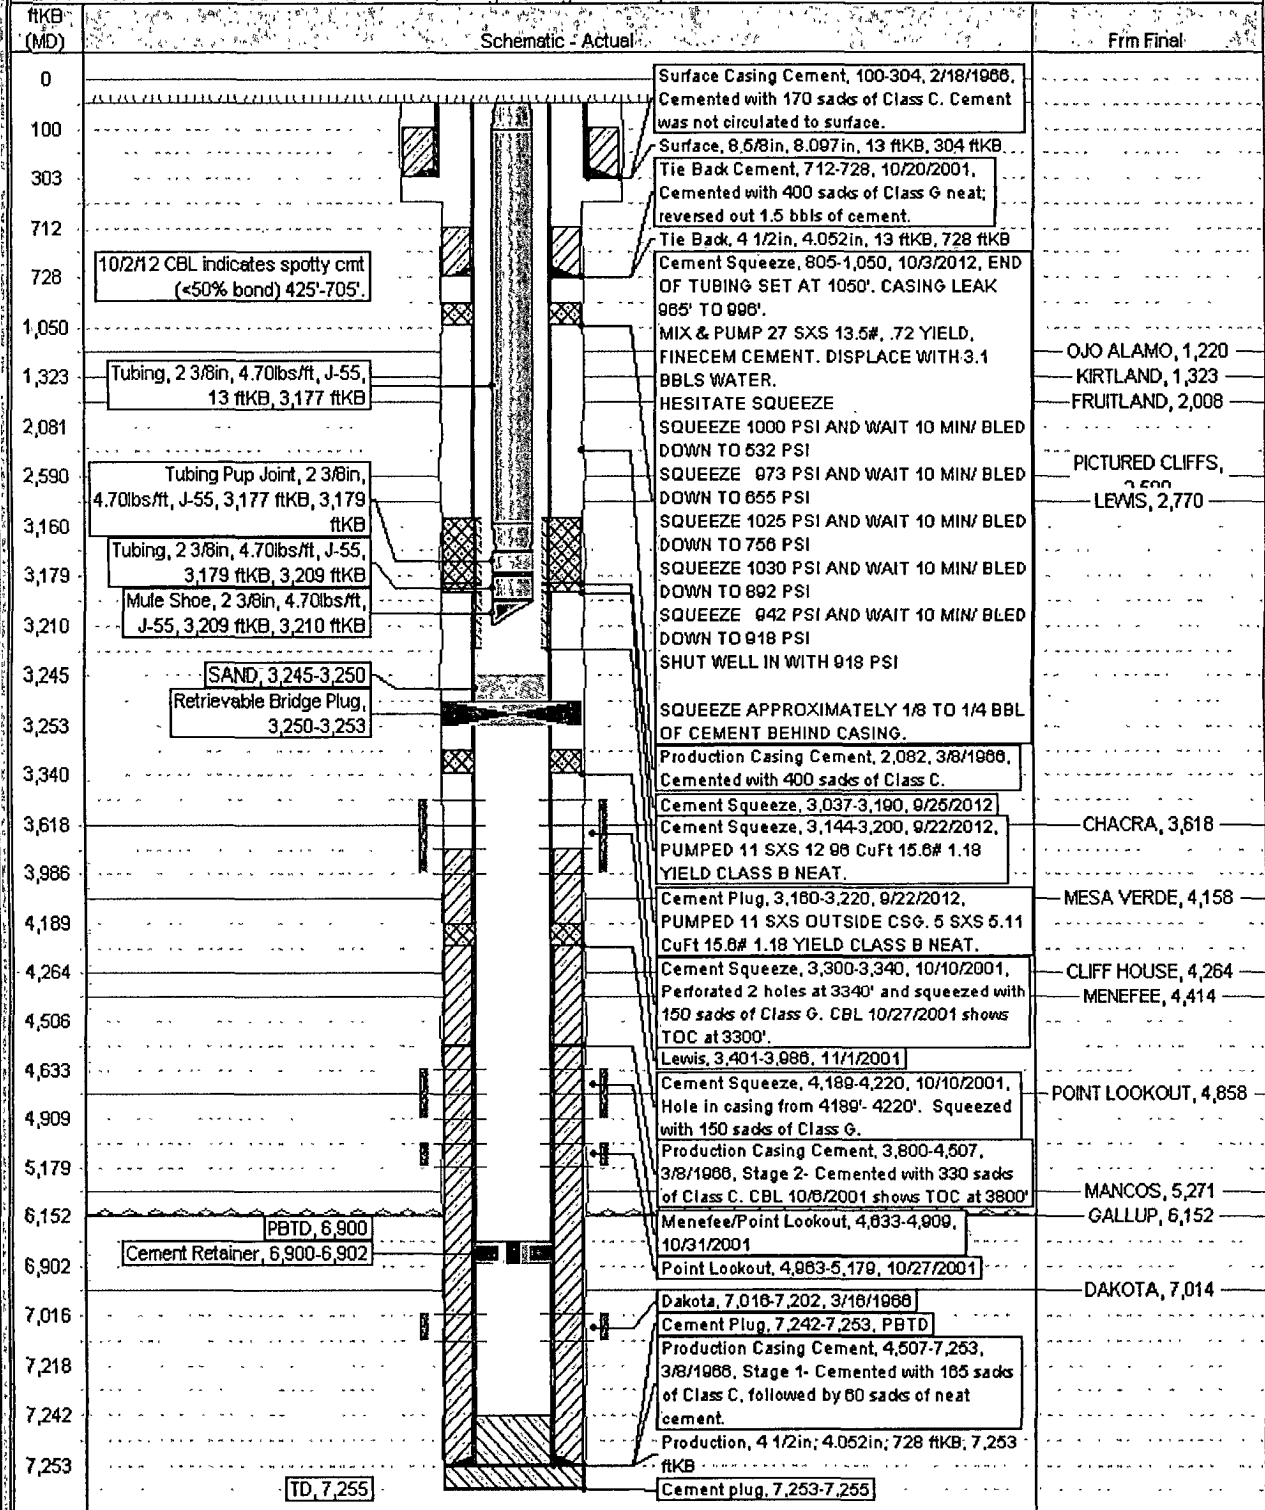 ftKB
(MD)
Schematic - Actual
Frm Final
0
100
303
712
728
1,050
1,323
2,081
2,590
3,160
3,179
3,210
3,245
3,253
3,340
3,618
3,986
4,189
4,264
4,506
4,633
4,909
5,179
6,152
6,902
7,016
7,218
7,242
7,253
10/2/12 CBL indicates spotty cmt
(<50% bond) 425'-705'.
Tubing, 2 3/8in, 4.70lbs/ft, J-55,
13 ftKB, 3,177 ftKB
Tubing Pup Joint, 2 3/8in,
4.70lbs/ft, J-55, 3,177 ftKB, 3,179
ftKB
Tubing, 2 3/8in, 4.70lbs/ft, J-55,
3,179 ftKB, 3,209 ftKB
Mule Shoe, 2 3/8in, 4.70lbs/ft,
J-55, 3,209 ftKB, 3,210 ftKB
SAND, 3,245-3,250
Retrievable Bridge Plug,
3,250-3,253
PBTD, 6,900
Cement Retainer, 6,900-6,902
TD, 7,255
Surface Casing Cement, 100-304, 2/18/1966,
Cemented with 170 sacks of Class C. Cement
was not circulated to surface.
Surface, 8.5/8in, 8.097in, 13 ftKB, 304 ftKB
Tie Back Cement, 712-728, 10/20/2001,
Cemented with 400 sacks of Class G neat;
reversed out 1.5 bbls of cement.
Tie Back, 4 1/2in, 4.052in, 13 ftKB, 728 ftKB
Cement Squeeze, 805-1,050, 10/3/2012, END
OF TUBING SET AT 1050'. CASING LEAK
965' TO 996'.
MIX & PUMP 27 SXS 13.5#, .72 YIELD,
FINECEM CEMENT. DISPLACE WITH 3.1
BBLS WATER.
HESITATE SQUEEZE
SQUEEZE 1000 PSI AND WAIT 10 MIN/ BLED
DOWN TO 532 PSI
SQUEEZE 973 PSI AND WAIT 10 MIN/ BLED
DOWN TO 655 PSI
SQUEEZE 1025 PSI AND WAIT 10 MIN/ BLED
DOWN TO 756 PSI
SQUEEZE 1030 PSI AND WAIT 10 MIN/ BLED
DOWN TO 892 PSI
SQUEEZE 942 PSI AND WAIT 10 MIN/ BLED
DOWN TO 918 PSI
SHUT WELL IN WITH 918 PSI
SQUEEZE APPROXIMATELY 1/8 TO 1/4 BBL
OF CEMENT BEHIND CASING.
Production Casing Cement, 2,082, 3/8/1966,
Cemented with 400 sacks of Class C.
Cement Squeeze, 3,037-3,190, 9/25/2012
Cement Squeeze, 3,144-3,200, 9/22/2012,
PUMPED 11 SXS 12 96 CuFt 15.6# 1.18
YIELD CLASS B NEAT.
Cement Plug, 3,160-3,220, 9/22/2012,
PUMPED 11 SXS OUTSIDE CSG. 5 SXS 5.11
CuFt 15.6# 1.18 YIELD CLASS B NEAT.
Cement Squeeze, 3,300-3,340, 10/10/2001,
Perforated 2 holes at 3340' and squeezed with
150 sacks of Class G. CBL 10/27/2001 shows
TOC at 3300'.
Lewis, 3,401-3,986, 11/1/2001
Cement Squeeze, 4,189-4,220, 10/10/2001,
Hole in casing from 4189'- 4220'. Squeezed
with 150 sacks of Class G.
Production Casing Cement, 3,800-4,507,
3/8/1966, Stage 2- Cemented with 330 sacks
of Class C. CBL 10/6/2001 shows TOC at 3800'
Menefee/Point Lookout, 4,633-4,909,
10/31/2001
Point Lookout, 4,963-5,179, 10/27/2001
Dakota, 7,016-7,202, 3/16/1966
Cement Plug, 7,242-7,253, PBTD
Production Casing Cement, 4,507-7,253,
3/8/1966, Stage 1- Cemented with 165 sacks
of Class C, followed by 60 sacks of neat
cement.
Production, 4 1/2in; 4.052in; 728 ftKB; 7,253
ftKB
Cement plug, 7,253-7,255
OJO ALAMO, 1,220
KIRTLAND, 1,323
FRUITLAND, 2,008
PICTURED CLIFFS,
LEWIS, 2,770
CHACRA, 3,618
MESA VERDE, 4,158
CLIFF HOUSE, 4,264
MENEFEE, 4,414
POINT LOOKOUT, 4,858
MANCOS, 5,271
GALLUP, 6,152
DAKOTA, 7,014